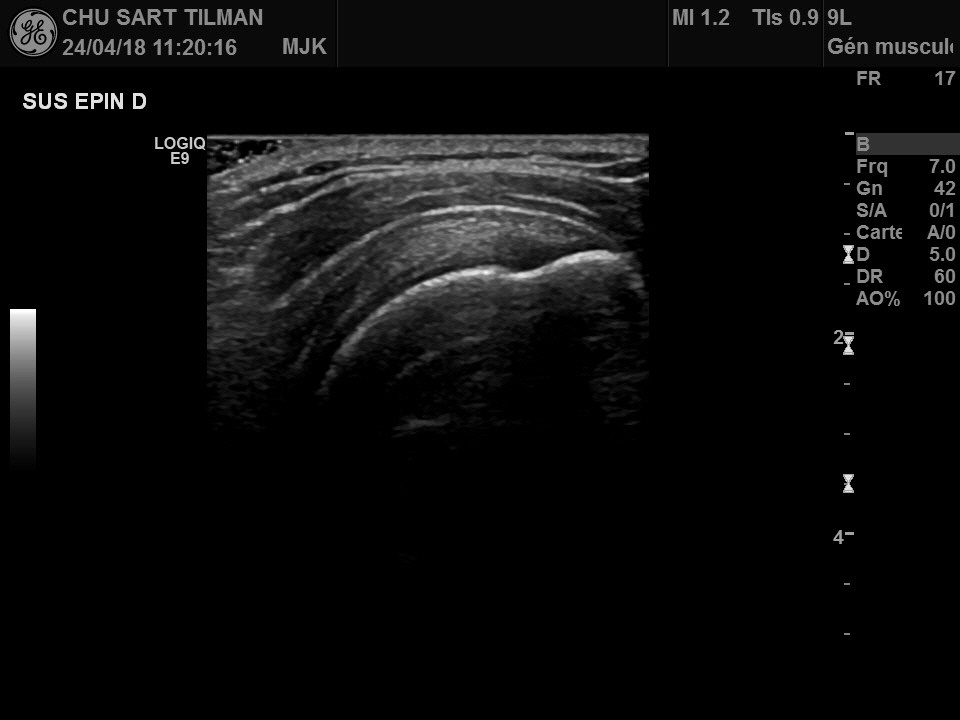 CHU SART TILMAN
24/04/18 11:20:16 MJK
MI 1.2 TIs 0.9
9L
Gén muscul
FR 17
SUS EPIN D
LOGIQ
E9
B
Frq 7.0
Gn 42
S/A 0/1
Carte A/0
D 5.0
DR 60
AO% 100
2
4